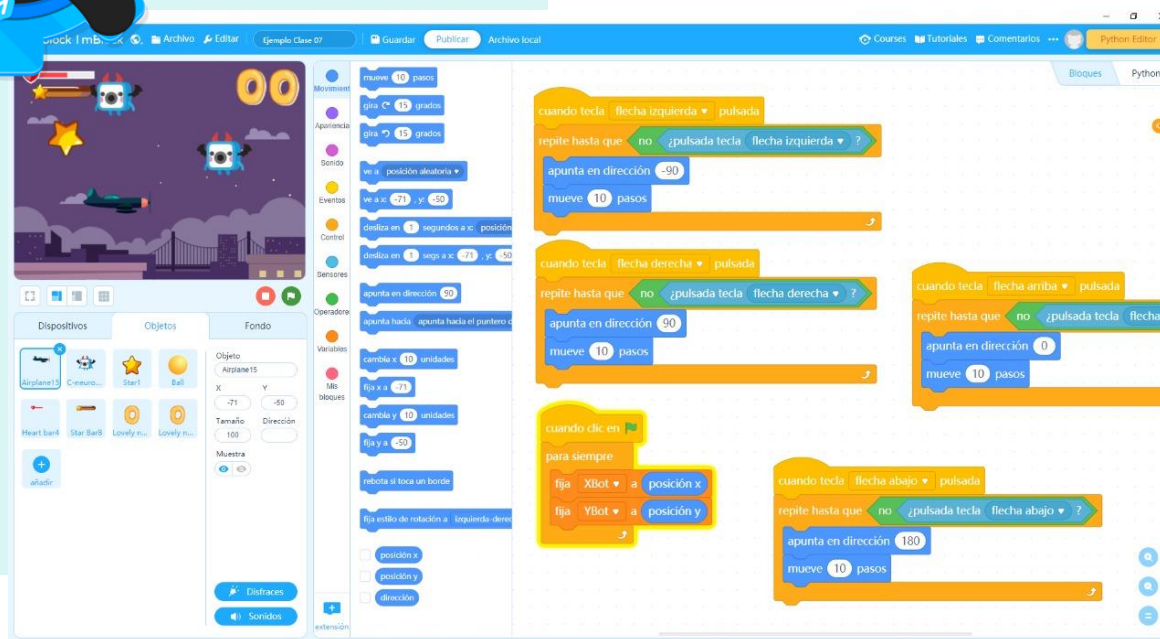 Archivo
Editar
Ejemplo Clase 07
Guardar
Publicar
Archivo local
Courses
Tutoriales
Comentarios
Python Editor
Bloques
Python
00
Dispositivos
Objetos
Fondo
Airplane15
C-neuro...
Star1
Ball
Heart bar4
Star Bar8
Lovely n...
Lovely n...
añadir
Objeto
Airplane15
X
Y
-71
-50
Tamaño
Dirección
100
Muestra
Disfraces
Sonidos
Movimient
Apariencia
Sonido
Eventos
Control
Sensores
Operadore
Variables
Mis
bloques
extensión
mueve 10 pasos
gira 15 grados
gira 15 grados
ve a posición aleatoria
ve a x: -71 , y: -50
desliza en 1 segundos a x: posición
desliza en 1 segs a x: -71 , y: -50
apunta en dirección 90
apunta hacia apunta hacia el puntero d
cambia x 10 unidades
fija x a -71
cambia y 10 unidades
fija y a -50
rebota si toca un borde
fija estilo de rotación a izquierda-derec
posición x
posición y
dirección
cuando tecla flecha izquierda pulsada
repite hasta que no ¿pulsada tecla flecha izquierda ?
apunta en dirección -90
mueve 10 pasos
cuando tecla flecha derecha pulsada
repite hasta que no ¿pulsada tecla flecha derecha ?
apunta en dirección 90
mueve 10 pasos
cuando tecla flecha arriba pulsada
repite hasta que no ¿pulsada tecla flecha
apunta en dirección 0
mueve 10 pasos
cuando clic en
para siempre
fija XBot a posición x
fija YBot a posición y
cuando tecla flecha abajo pulsada
repite hasta que no ¿pulsada tecla flecha abajo ?
apunta en dirección 180
mueve 10 pasos